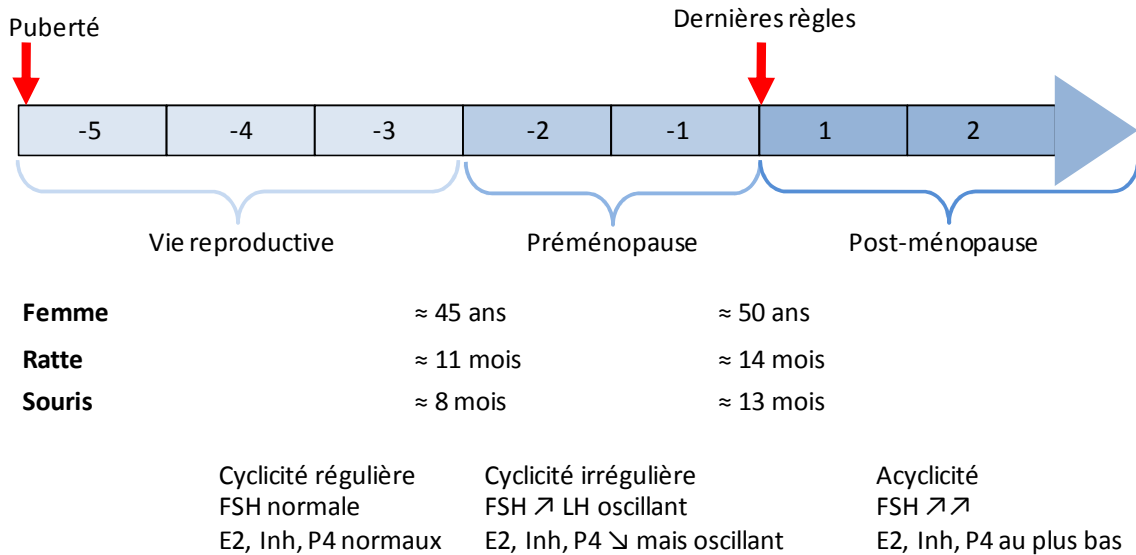 Puberté
Dernières règles
-5 -4 -3 -2 -1 1 2
Vie reproductive Préménopause Post-ménopause
Femme ≈ 45 ans ≈ 50 ans
Ratte ≈ 11 mois ≈ 14 mois
Souris ≈ 8 mois ≈ 13 mois
Cyclicité régulière Cyclicité irrégulière Acyclicité
FSH normale FSH ↗ LH oscillant FSH ↗↗
E2, Inh, P4 normaux E2, Inh, P4 ↘ mais oscillant E2, Inh, P4 au plus bas